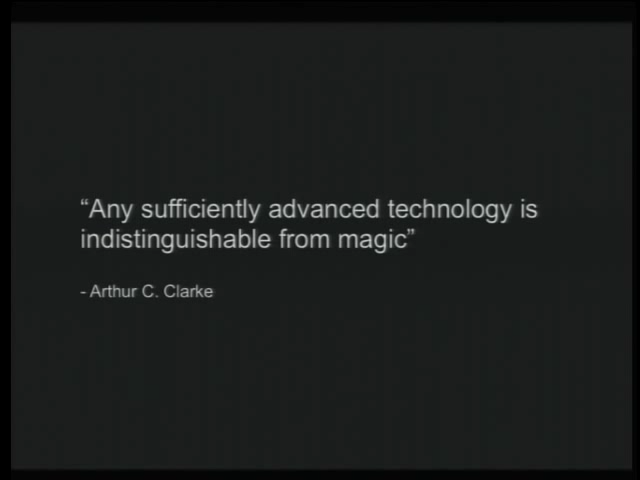 “Any sufficiently advanced technology is
indistinguishable from magic”
- Arthur C. Clarke